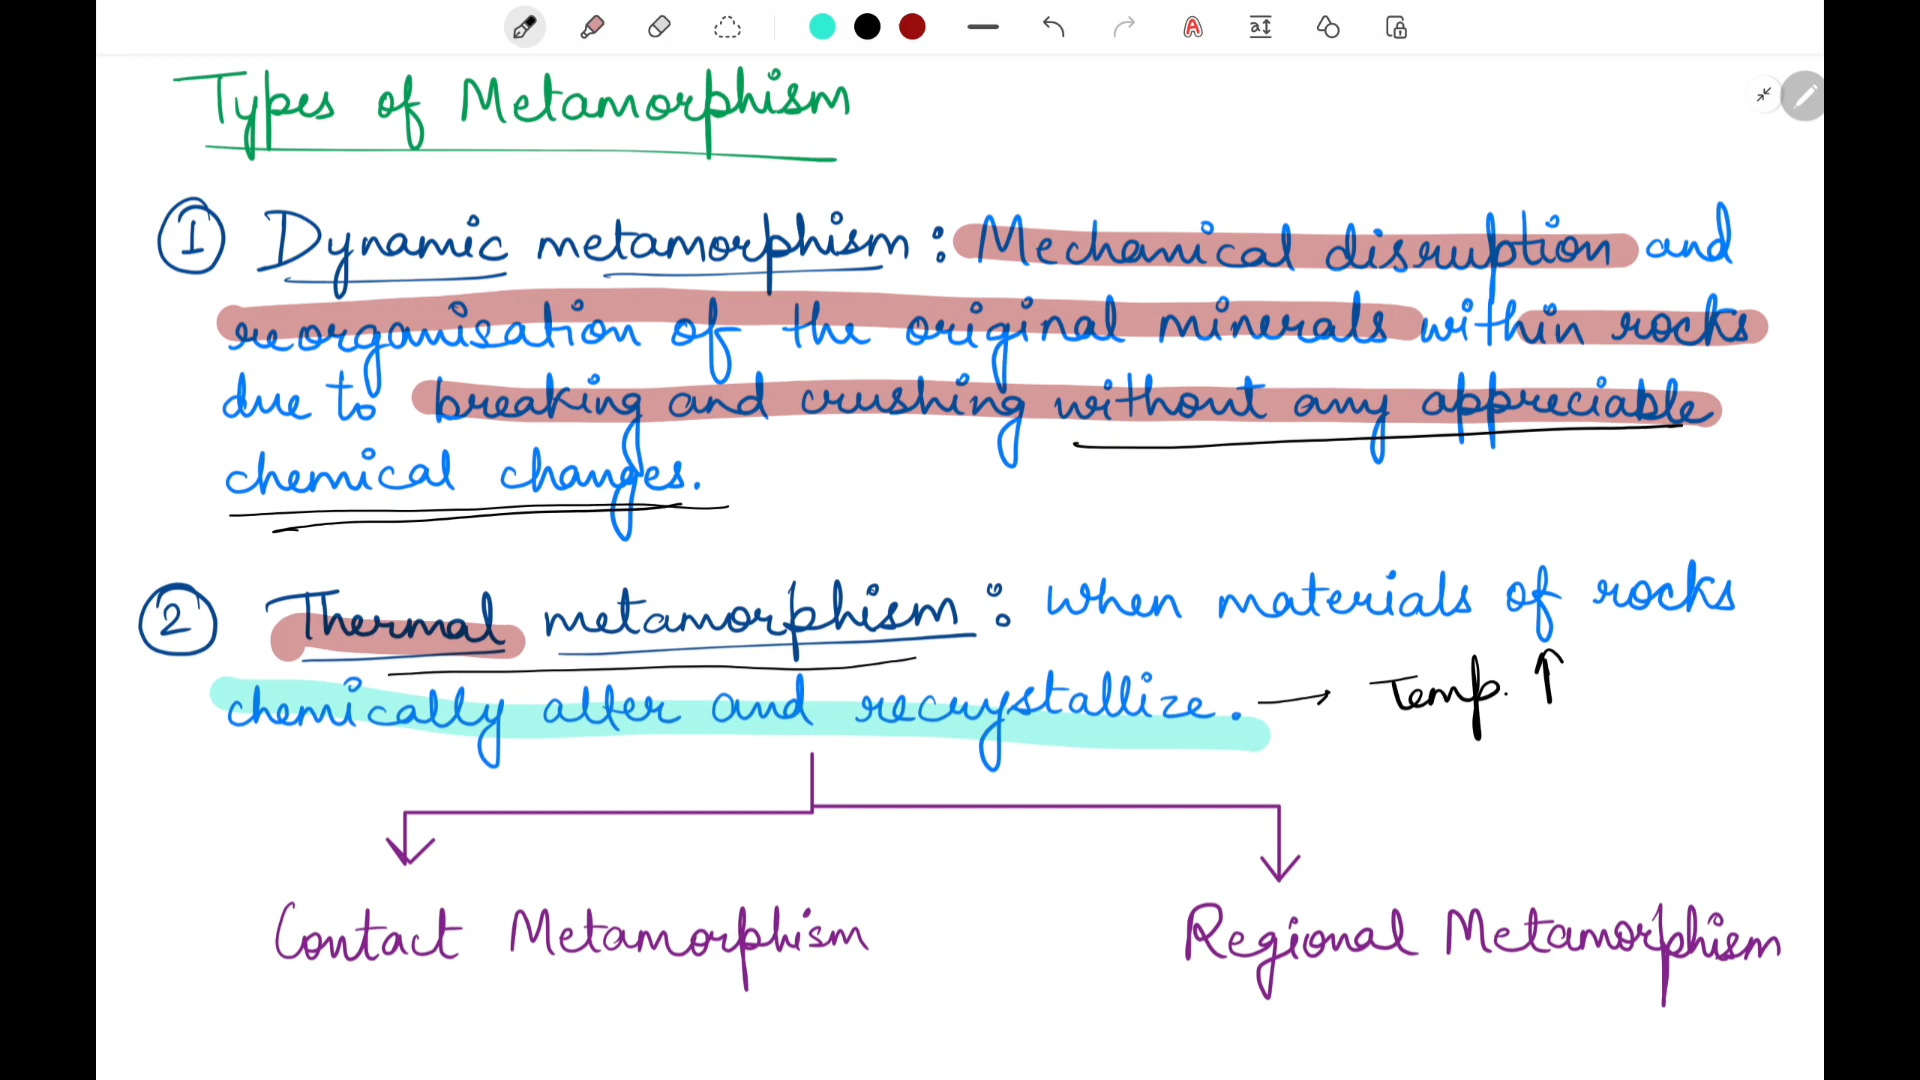 Types of Metamorphism
① Dynamic metamorphism : Mechanical disruption and
reorganisation of the original minerals within rocks
due to breaking and crushing without any appreciable
chemical changes.
② Thermal metamorphism : when materials of rocks
chemically alter and recrystallize. → Temp. ↑
Contact Metamorphism
Regional Metamorphism